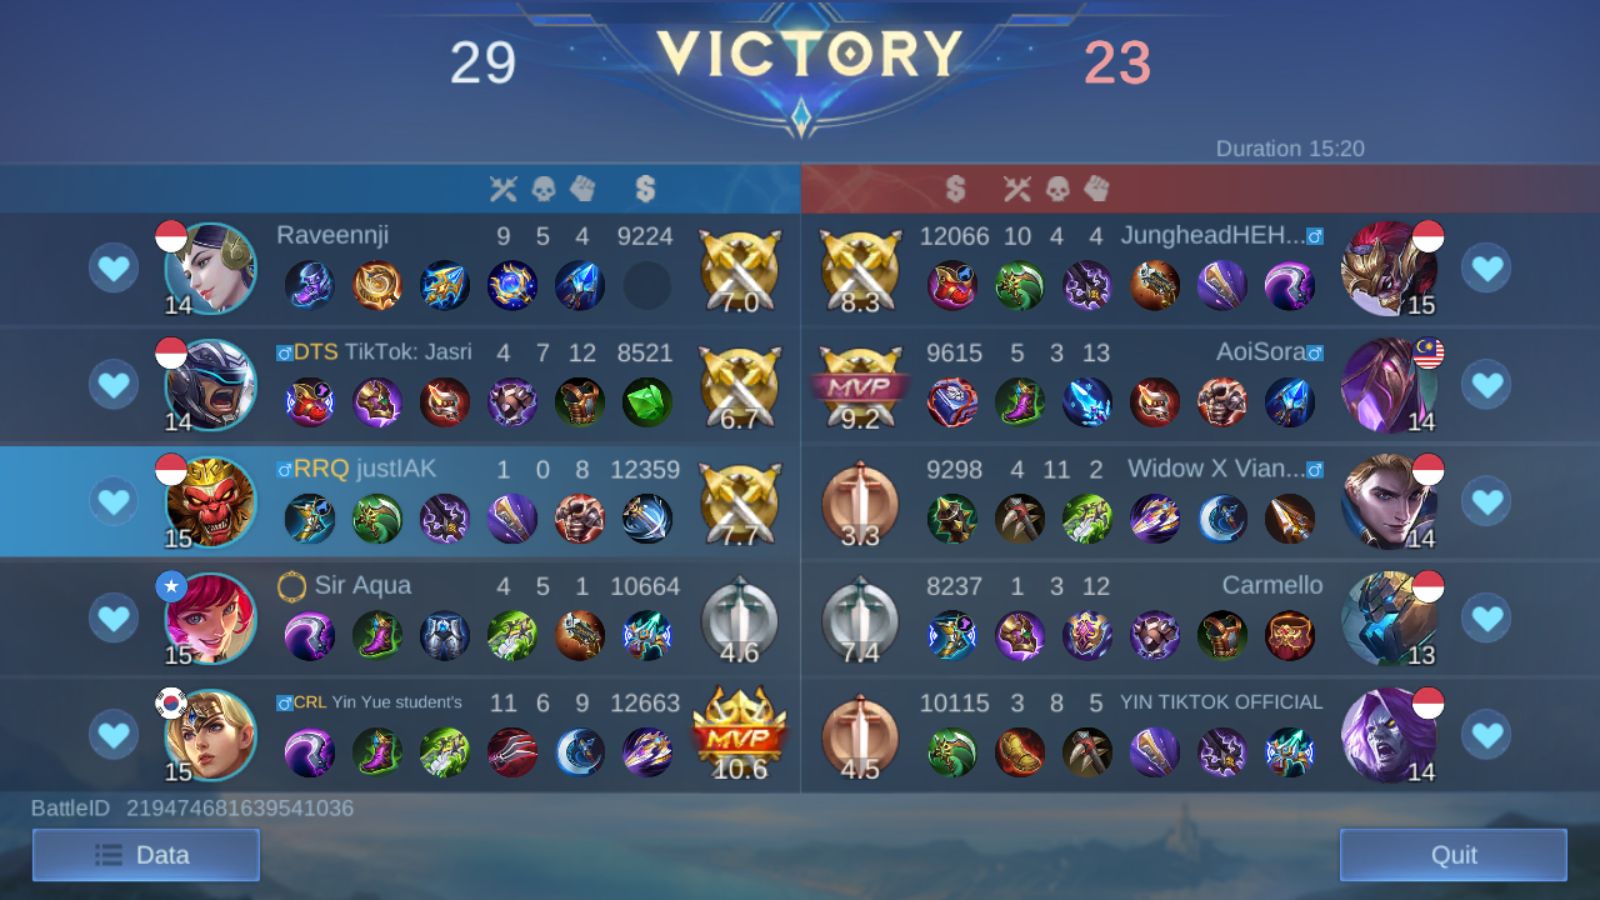 29 VICTORY 23
Duration 15:20
Raveennji 9 5 4 9224
14 7.0
12066 10 4 4 JungheadHEH...
8.3 15
DTS TikTok: Jasri 4 7 12 8521
14 6.7
9615 5 3 13 AoiSora
MVP
9.2 14
RRQ justIAK 1 0 8 12359
15 7.7
9298 4 11 2 Widow X Vian...
3.3 14
Sir Aqua 4 5 1 10664
15 4.6
8237 1 3 12 Carmello
7.4 13
CRL Yin Yue student's 11 6 9 12663
MVP
15 10.6
10115 3 8 5 YIN TIKTOK OFFICIAL
4.5 14
BattleID 219474681639541036
Data
Quit